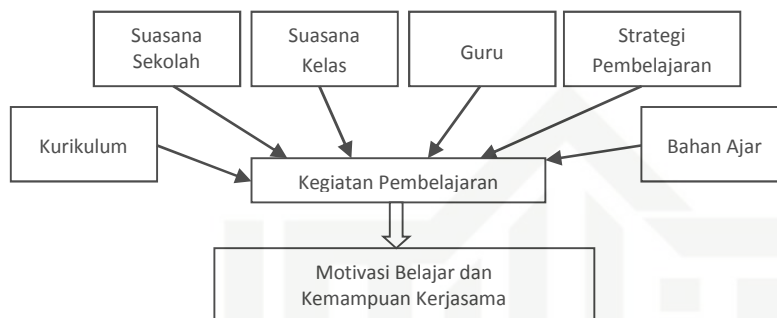 Suasana
Sekolah
Suasana
Kelas
Guru
Strategi
Pembelajaran
Kurikulum
Bahan Ajar
Kegiatan Pembelajaran
Motivasi Belajar dan
Kemampuan Kerjasama